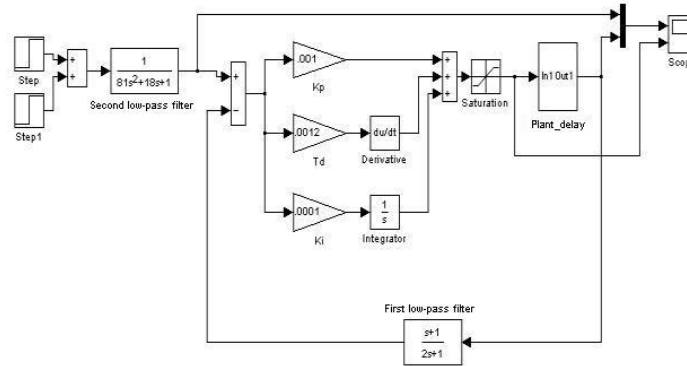 Step
Step1
+
+
1
81s²+18s+1
Second low-pass filter
+
−
.001
Kp
.0012
Td
du/dt
Derivative
.0001
Ki
1
s
Integrator
+
+
+
Saturation
In1 Out1
Plant_delay
Scop
First low-pass filter
s+1
2s+1